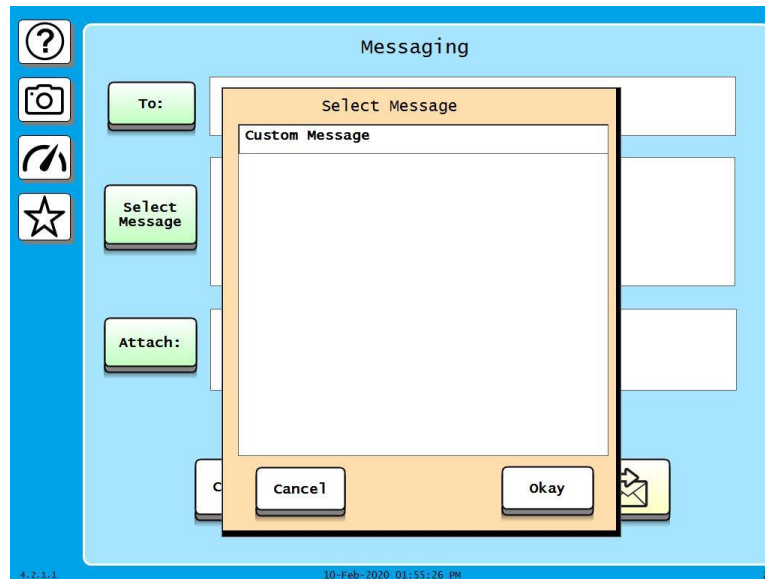 Messaging
To:
Select Message
Custom Message
Select
Message
Attach:
C
Cancel
Okay
4.2.1.1
10-Feb-2020 01:55:26 PM